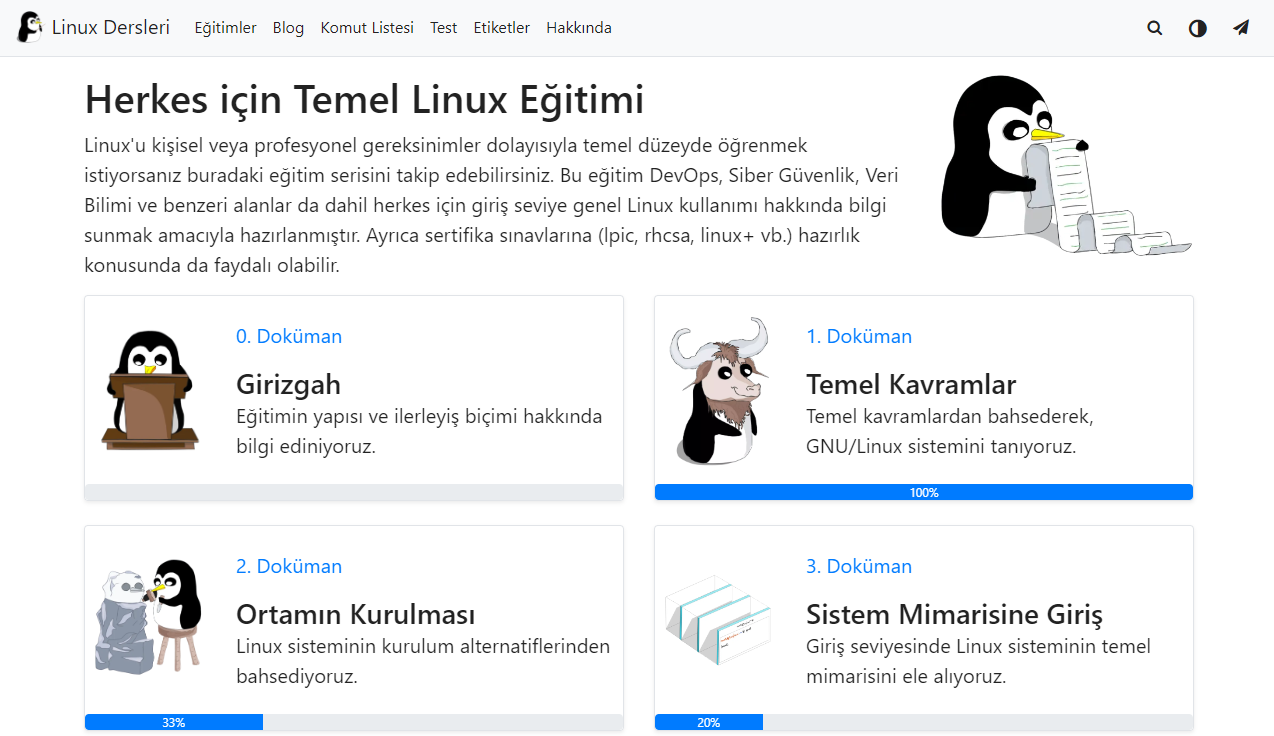 Linux Dersleri Eğitimler Blog Komut Listesi Test Etiketler Hakkında
Herkes için Temel Linux Eğitimi
Linux'u kişisel veya profesyonel gereksinimler dolayısıyla temel düzeyde öğrenmek
istiyorsanız buradaki eğitim serisini takip edebilirsiniz. Bu eğitim DevOps, Siber Güvenlik, Veri
Bilimi ve benzeri alanlar da dahil herkes için giriş seviye genel Linux kullanımı hakkında bilgi
sunmak amacıyla hazırlanmıştır. Ayrıca sertifika sınavlarına (lpic, rhcsa, linux+ vb.) hazırlık
konusunda da faydalı olabilir.
0. Doküman
Girizgah
Eğitimin yapısı ve ilerleyiş biçimi hakkında
bilgi ediniyoruz.
1. Doküman
Temel Kavramlar
Temel kavramlardan bahsederek,
GNU/Linux sistemini tanıyoruz.
100%
2. Doküman
Ortamın Kurulması
Linux sisteminin kurulum alternatiflerinden
bahsediyoruz.
33%
3. Doküman
Sistem Mimarisine Giriş
Giriş seviyesinde Linux sisteminin temel
mimarisini ele alıyoruz.
20%